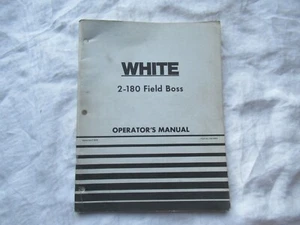 WHITE
2-180 Field Boss
OPERATOR'S MANUAL